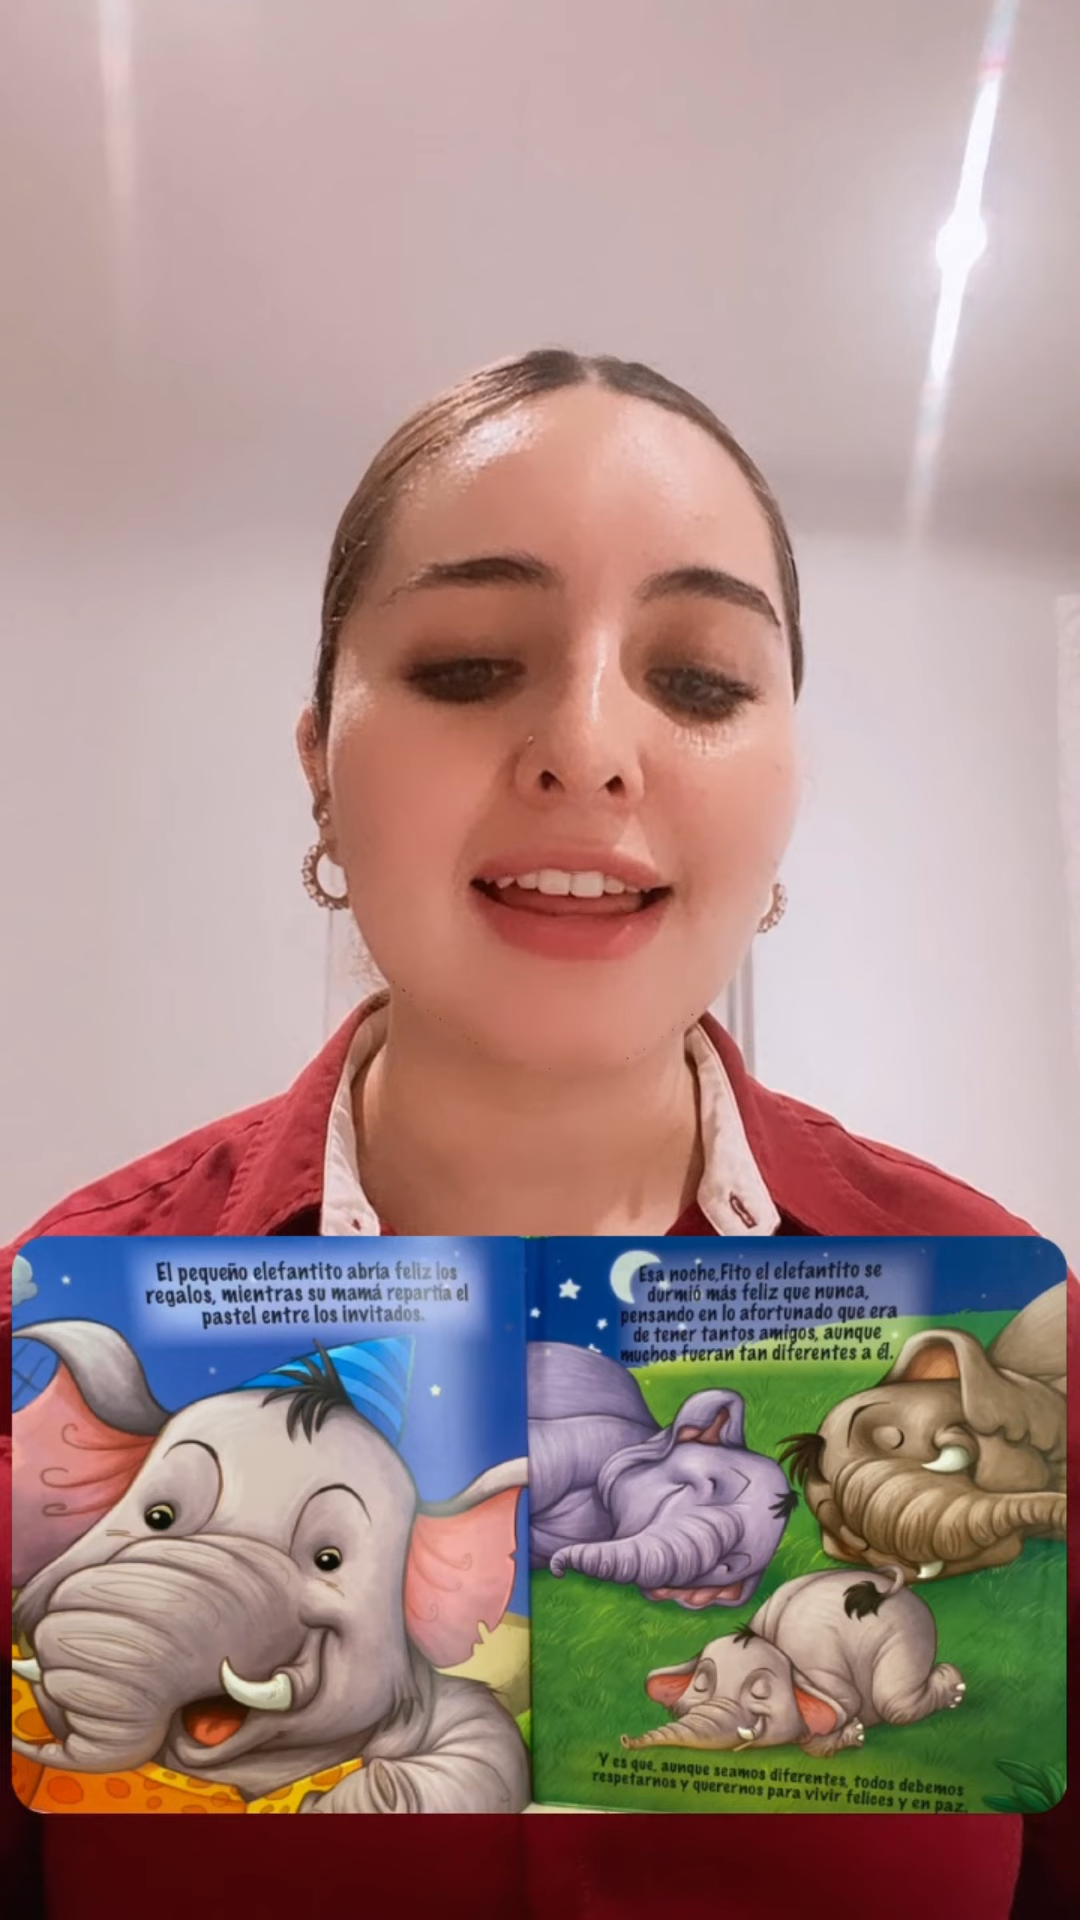 El pequeño elefantito abría feliz los
regalos, mientras su mamá repartía el
pastel entre los invitados.
Esa noche,Fito el elefantito se
durmió más feliz que nunca,
pensando en lo afortunado que era
de tener tantos amigos, aunque
muchos fueran tan diferentes a él.
Y es que, aunque seamos diferentes, todos debemos
respetarnos y querernos para vivir felices y en paz.